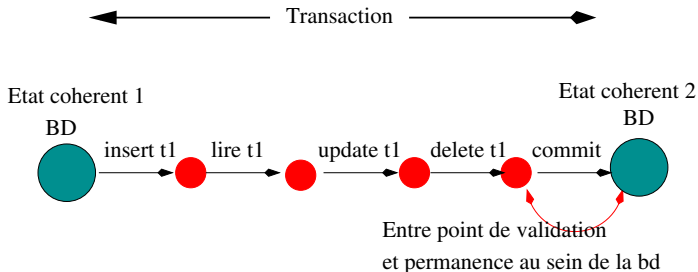 Transaction
Etat coherent 1
BD
Etat coherent 2
BD
insert t1
lire t1
update t1
delete t1
commit
Entre point de validation
et permanence au sein de la bd